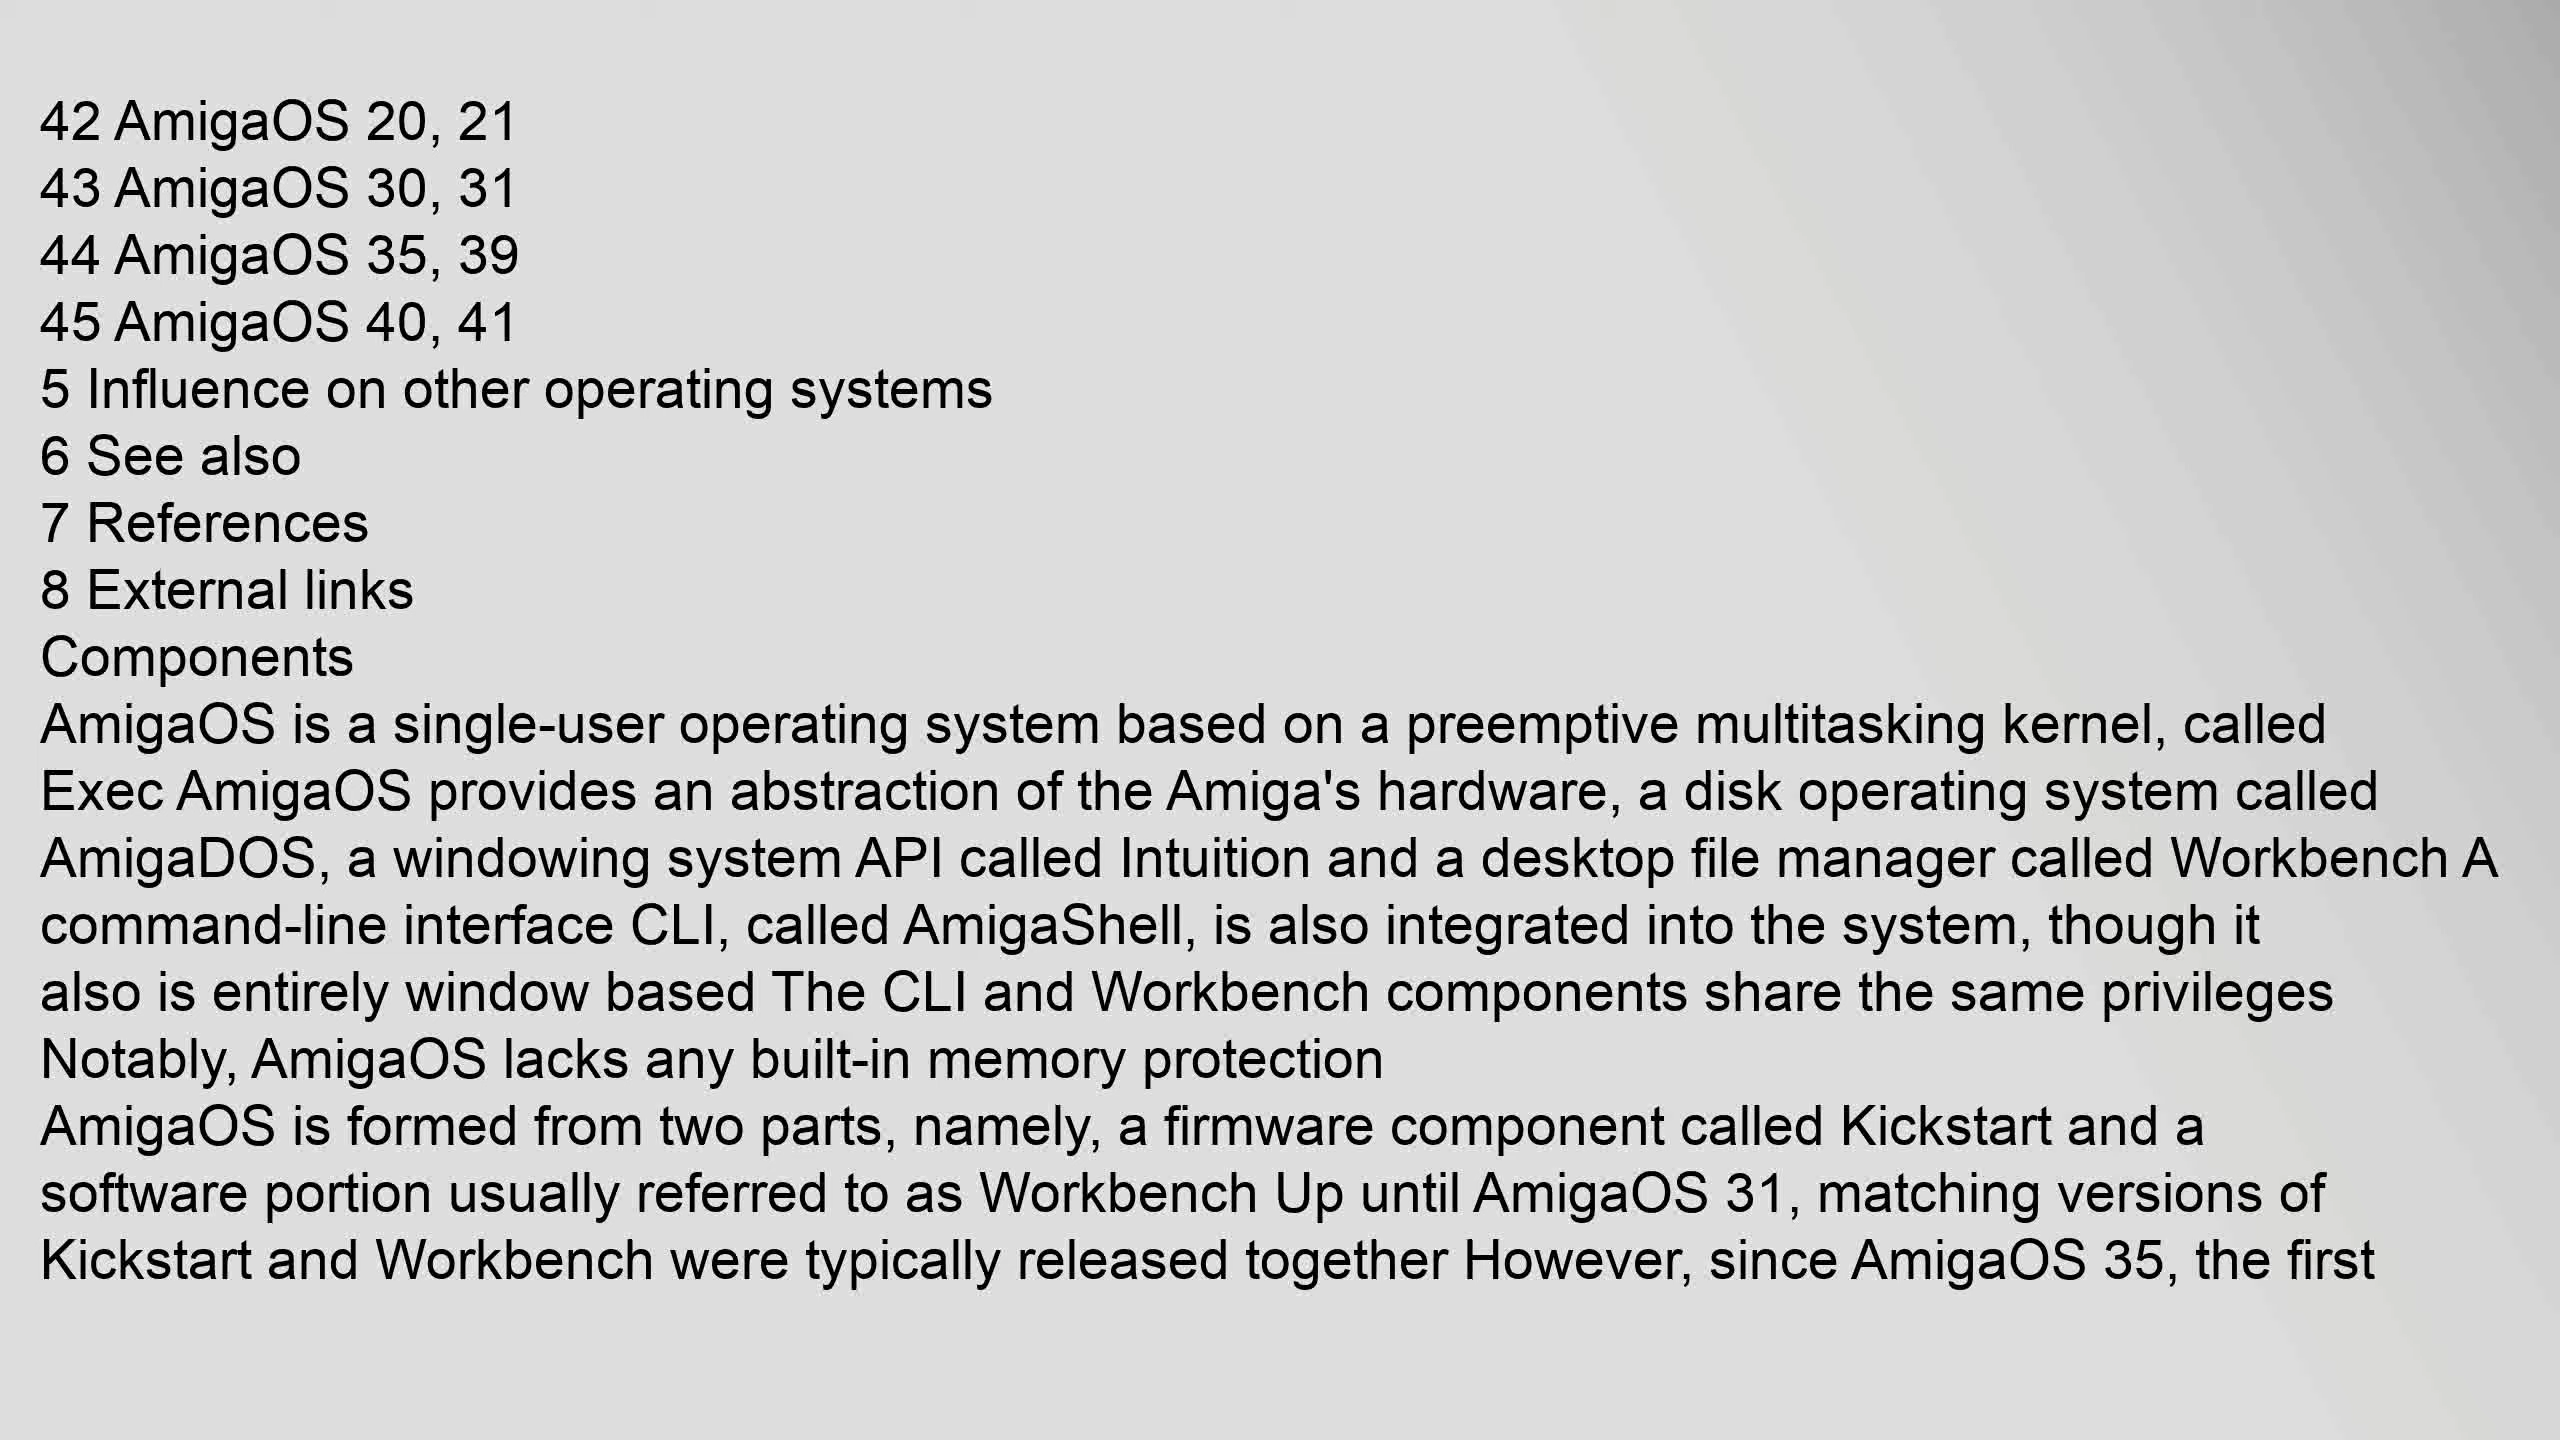 42 AmigaOS 20, 21
43 AmigaOS 30, 31
44 AmigaOS 35, 39
45 AmigaOS 40, 41
5 Influence on other operating systems
6 See also
7 References
8 External links
Components
AmigaOS is a single-user operating system based on a preemptive multitasking kernel, called
Exec AmigaOS provides an abstraction of the Amiga's hardware, a disk operating system called
AmigaDOS, a windowing system API called Intuition and a desktop file manager called Workbench A
command-line interface CLI, called AmigaShell, is also integrated into the system, though it
also is entirely window based The CLI and Workbench components share the same privileges
Notably, AmigaOS lacks any built-in memory protection
AmigaOS is formed from two parts, namely, a firmware component called Kickstart and a
software portion usually referred to as Workbench Up until AmigaOS 31, matching versions of
Kickstart and Workbench were typically released together However, since AmigaOS 35, the first